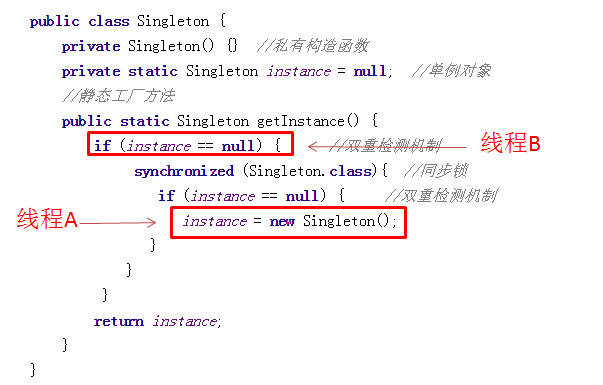 public class Singleton {
private Singleton() {} //私有构造函数
private static Singleton instance = null; //单例对象
//静态工厂方法
public static Singleton getInstance() {
if (instance == null) { //双重检测机制
线程B
synchronized (Singleton.class){ //同步锁
if (instance == null) { //双重检测机制
线程A
instance = new Singleton();
}
}
}
return instance;
}
}